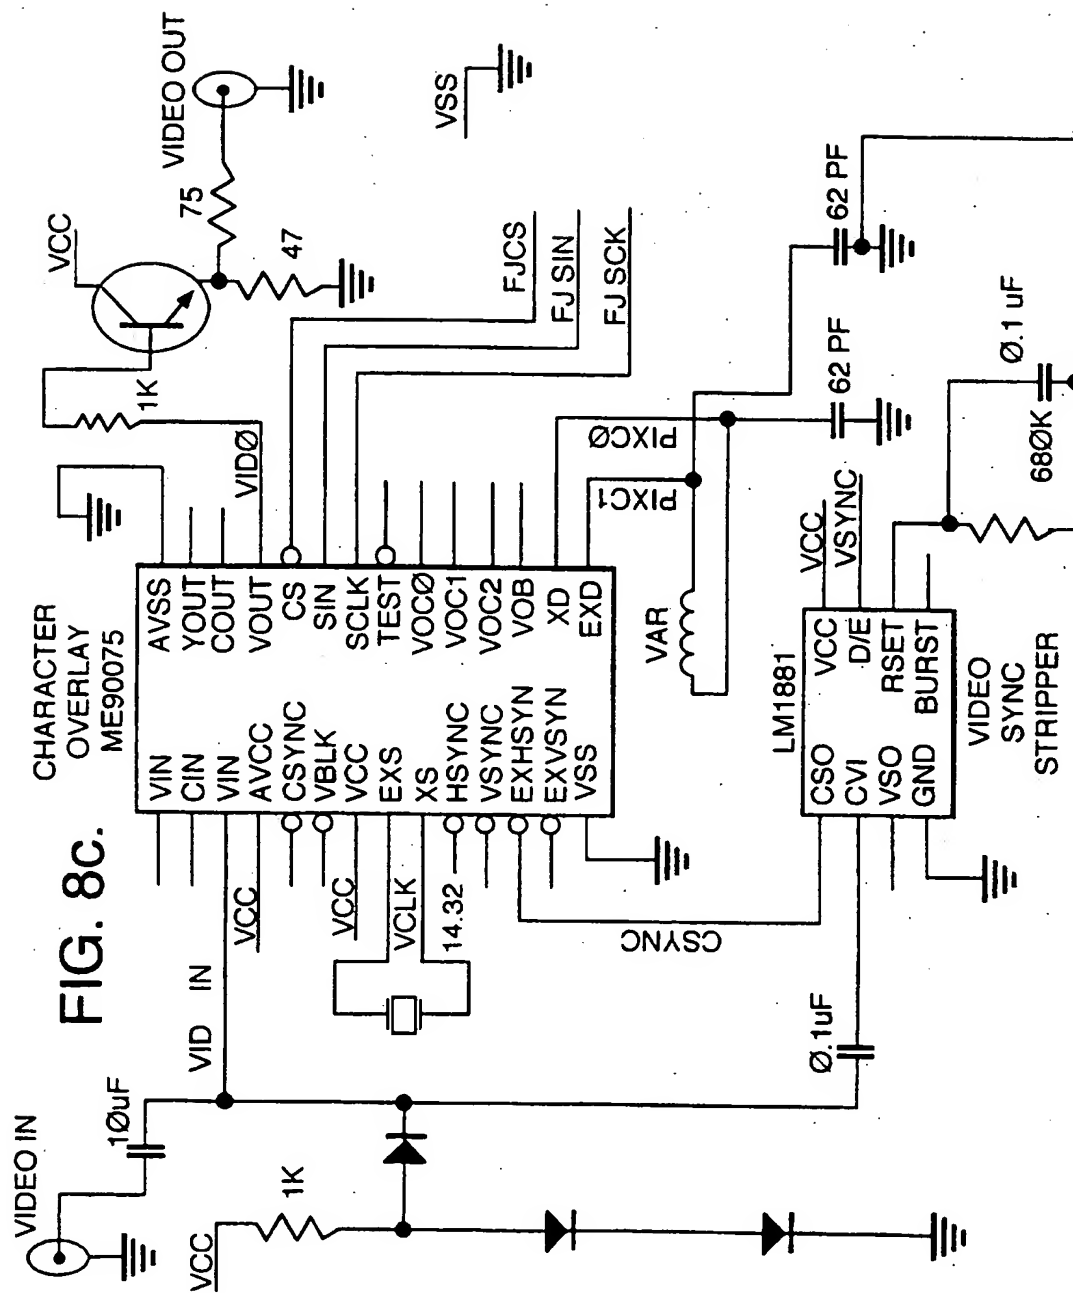 FIG. 8c.
VIDEO IN
10uF
VID IN
VCC
1K
CHARACTER
OVERLAY
ME90075
VIN
CIN
VIN
AVCC
CSYNC
VBLK
VCC
EXS
XS
HSYNC
VSYNC
EXHSYN
EXVSYN
VSS
AVSS
YOUT
COUT
VOUT
CS
SIN
SCLK
TEST
VOCØ
VOC1
VOC2
VOB
XD
EXD
VCC
VCC
VCLK
14.32
CSYNC
VIDØ
1K
VCC
75
47
VIDEO OUT
VSS
FJCS
FJ SIN
FJ SCK
PIXCØ
PIXC1
VAR
62 PF
62 PF
Ø.1uF
LM1881
CSO
CVI
VSO
GND
VCC
D/E
RSET
BURST
VCC
VSYNC
VIDEO
SYNC
STRIPPER
68ØK
Ø.1 uF